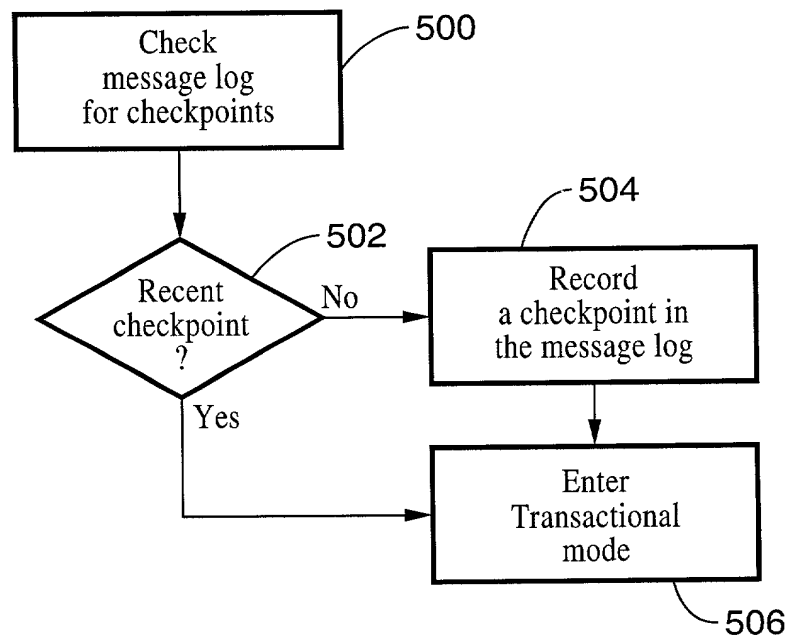 Check
message log
for checkpoints
500
Recent
checkpoint
?
502
No
Yes
504
Record
a checkpoint in
the message log
Enter
Transactional
mode
506